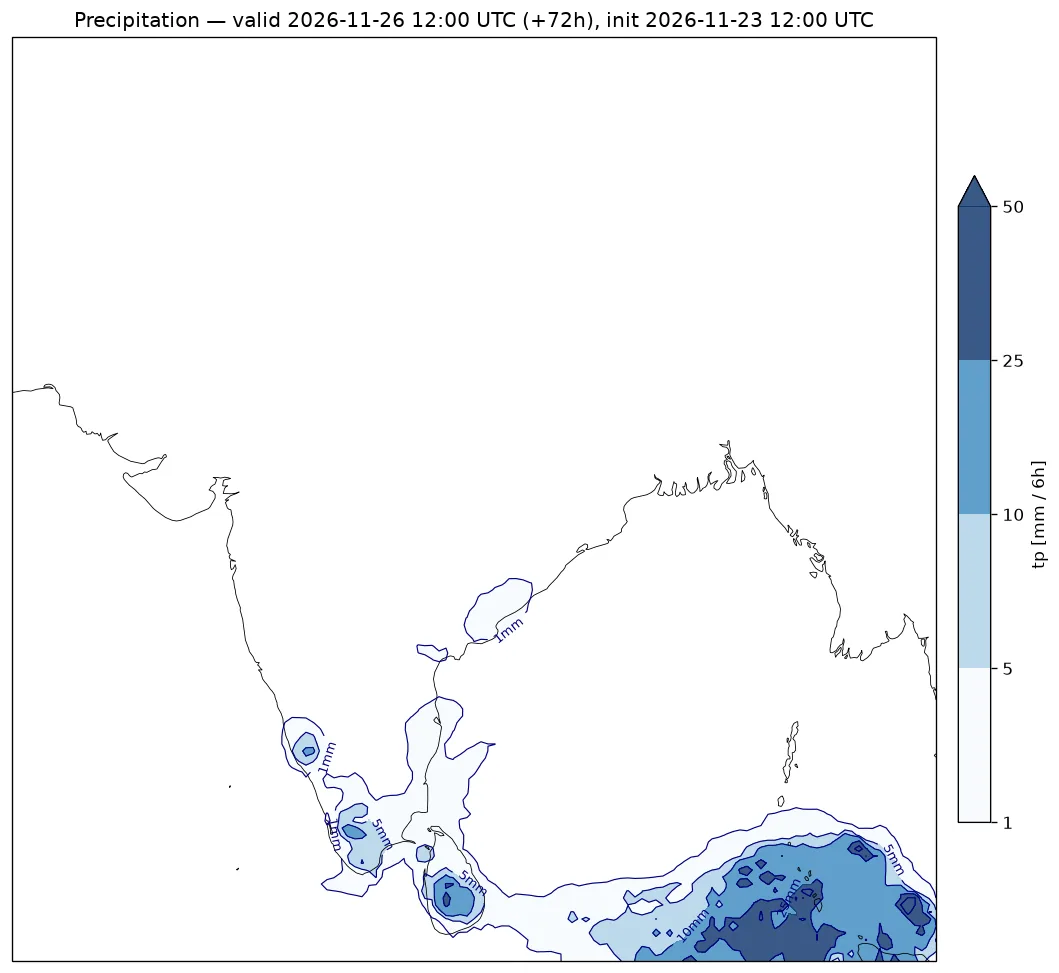 Precipitation — valid 2026-11-26 12:00 UTC (+72h), init 2026-11-23 12:00 UTC
50
25
10
5
1
tp [mm / 6h]
1mm
1mm
1mm
5mm
5mm
5mm
10mm